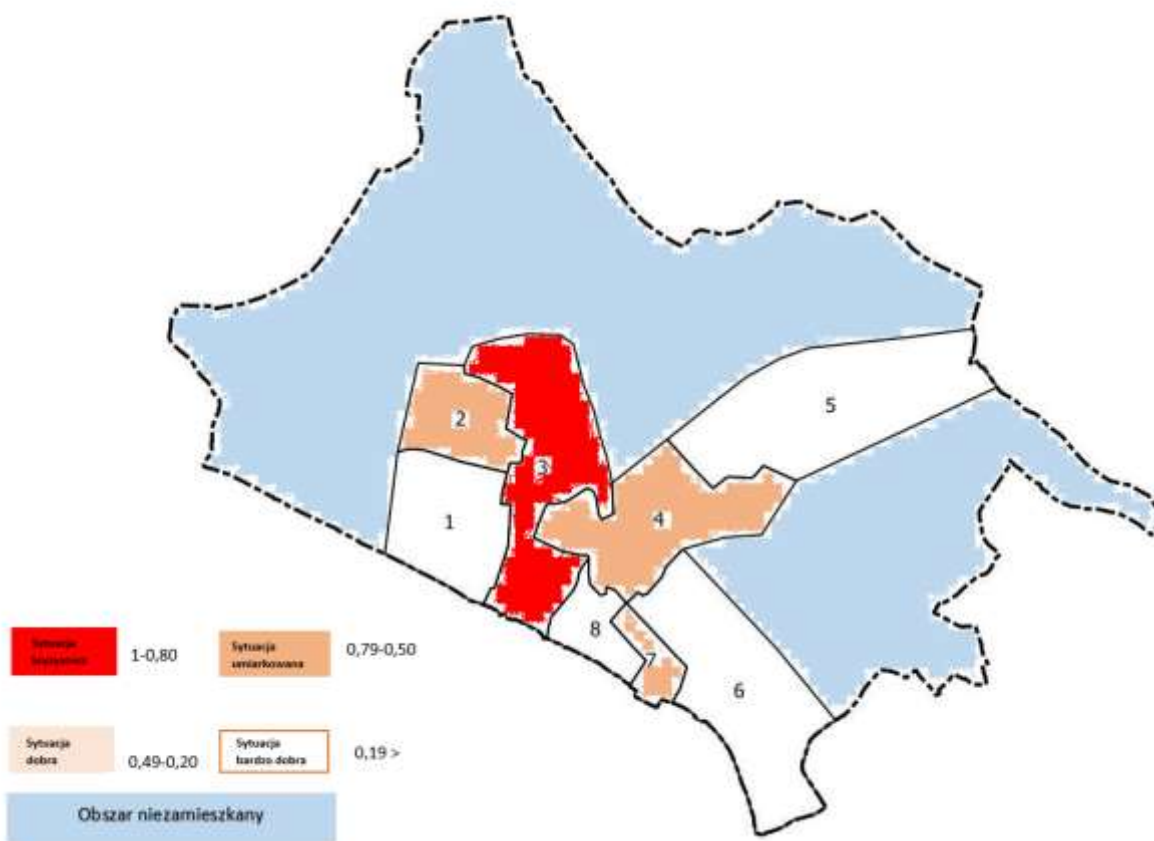 5
2
3
1
4
8
7
6
Sytuacja
1-0,80
Sytuacja
umiarkowana
0,79-0,50
Sytuacja
dobra
0,49-0,20
Sytuacja
bardzo dobra
0,19 >
Obszar niezamieszkany